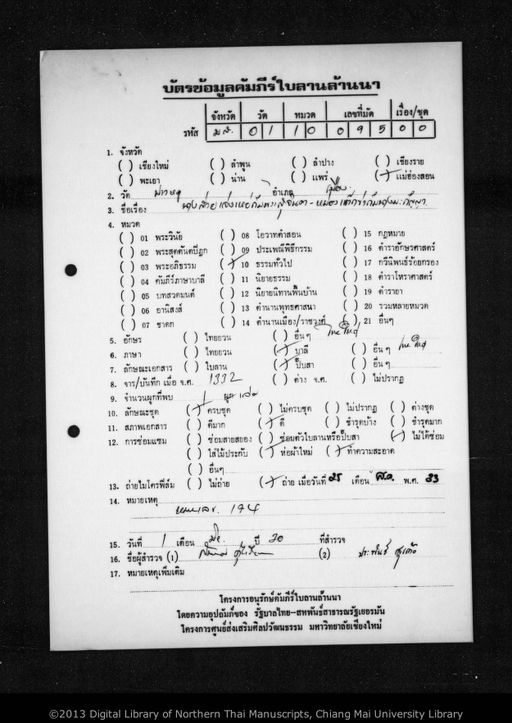 บัตรข้อมูลคัมภีร์ใบลานล้านนา
จังหวัด วัด หมวด เลขที่มัด เรื่อง/ชุด
รหัส มส. 0 1 1 0 0 9 5 0 0
1. จังหวัด
( ) เชียงใหม่ ( ) ลำพูน ( ) ลำปาง ( ) เชียงราย
( ) พะเยา ( ) น่าน ( ) แพร่ ( ) แม่ฮ่องสอน
2. วัด อำเภอ เมือง
3. ชื่อเรื่อง
4. หมวด
( ) 01 พระวินัย ( ) 08 โอวาทคำสอน ( ) 15 กฎหมาย
( ) 02 พระสุตตันตปิฎก ( ) 09 ประเพณีพิธีกรรม ( ) 16 ตำราอักษรศาสตร์
( ) 03 พระอภิธรรม ( ) 10 ธรรมทั่วไป ( ) 17 กวีนิพนธ์ร้อยกรอง
( ) 04 คัมภีร์ภาษาบาลี ( ) 11 นิยายธรรม ( ) 18 ตำราโหราศาสตร์
( ) 05 บทสวดมนต์ ( ) 12 นิยายนิทานพื้นบ้าน ( ) 19 ตำรายา
( ) 06 อานิสงส์ ( ) 13 ตำนานพุทธศาสนา ( ) 20 รวมหลายหมวด
( ) 07 ชาดก ( ) 14 ตำนานเมือง/ราชวงศ์ ( ) 21 อื่นๆ
5. อักษร ( ) ไทยยวน ( ) อื่นๆ ไทใหญ่
6. ภาษา ( ) ไทยยวน ( ) บาลี ( ) อื่นๆ ไทใหญ่
7. ลักษณะเอกสาร ( ) ใบลาน ( ) ปั๊บสา ( ) อื่นๆ
8. จาร/บันทึก เมื่อ จ.ศ. 1332 ( ) ต่าง จ.ศ. ( ) ไม่ปรากฏ
9. จำนวนผูกที่พบ 1
10. ลักษณะชุด ( ) ครบชุด ( ) ไม่ครบชุด ( ) ไม่ปรากฏ ( ) ต่างชุด
11. สภาพเอกสาร ( ) ดีมาก ( ) ดี ( ) ชำรุดบ้าง ( ) ชำรุดมาก
12. การซ่อมแซม ( ) ซ่อมสายสยอง ( ) ซ่อมตัวใบลานหรือปั๊บสา ( ) ไม่ได้ซ่อม
( ) ใส่ไม้ประกับ ( ) ห่อผ้าใหม่ ( ) ทำความสะอาด
( ) อื่นๆ
13. ถ่ายไมโครฟิล์ม ( ) ไม่ถ่าย ( ) ถ่าย เมื่อวันที่ 25 เดือน ส.ค. พ.ศ. 33
14. หมายเหตุ
174
15. วันที่ 1 เดือน ปี 30 ที่สำรวจ
16. ชื่อผู้สำรวจ (1) (2)
17. หมายเหตุเพิ่มเติม
โครงการอนุรักษ์คัมภีร์ใบลานล้านนา
โดยความอุปถัมภ์ของ รัฐบาลไทย-สหพันธ์สาธารณรัฐเยอรมัน
โครงการศูนย์ส่งเสริมศิลปวัฒนธรรม มหาวิทยาลัยเชียงใหม่
©2013 Digital Library of Northern Thai Manuscripts, Chiang Mai University Library